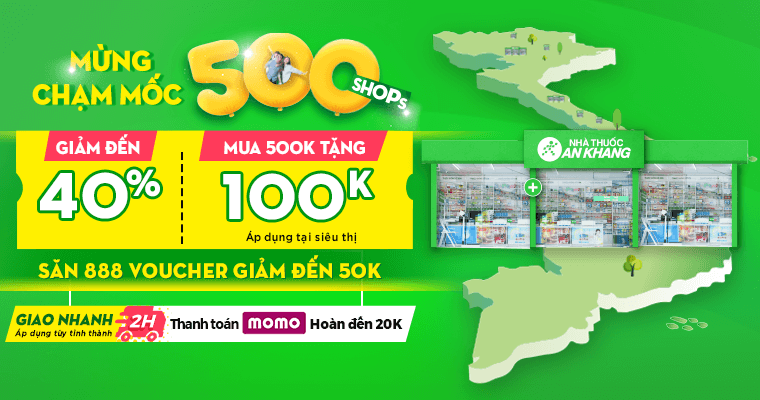 MỪNG
CHẠM MỐC
500
SHOPs
GIẢM ĐẾN
40%
MUA 500K TẶNG
100K
Áp dụng tại siêu thị
SĂN 888 VOUCHER GIẢM ĐẾN 50K
GIAO NHANH 2H
Áp dụng tùy tỉnh thành
Thanh toán momo Hoàn đến 20K
NHÀ THUỐC
AN KHANG